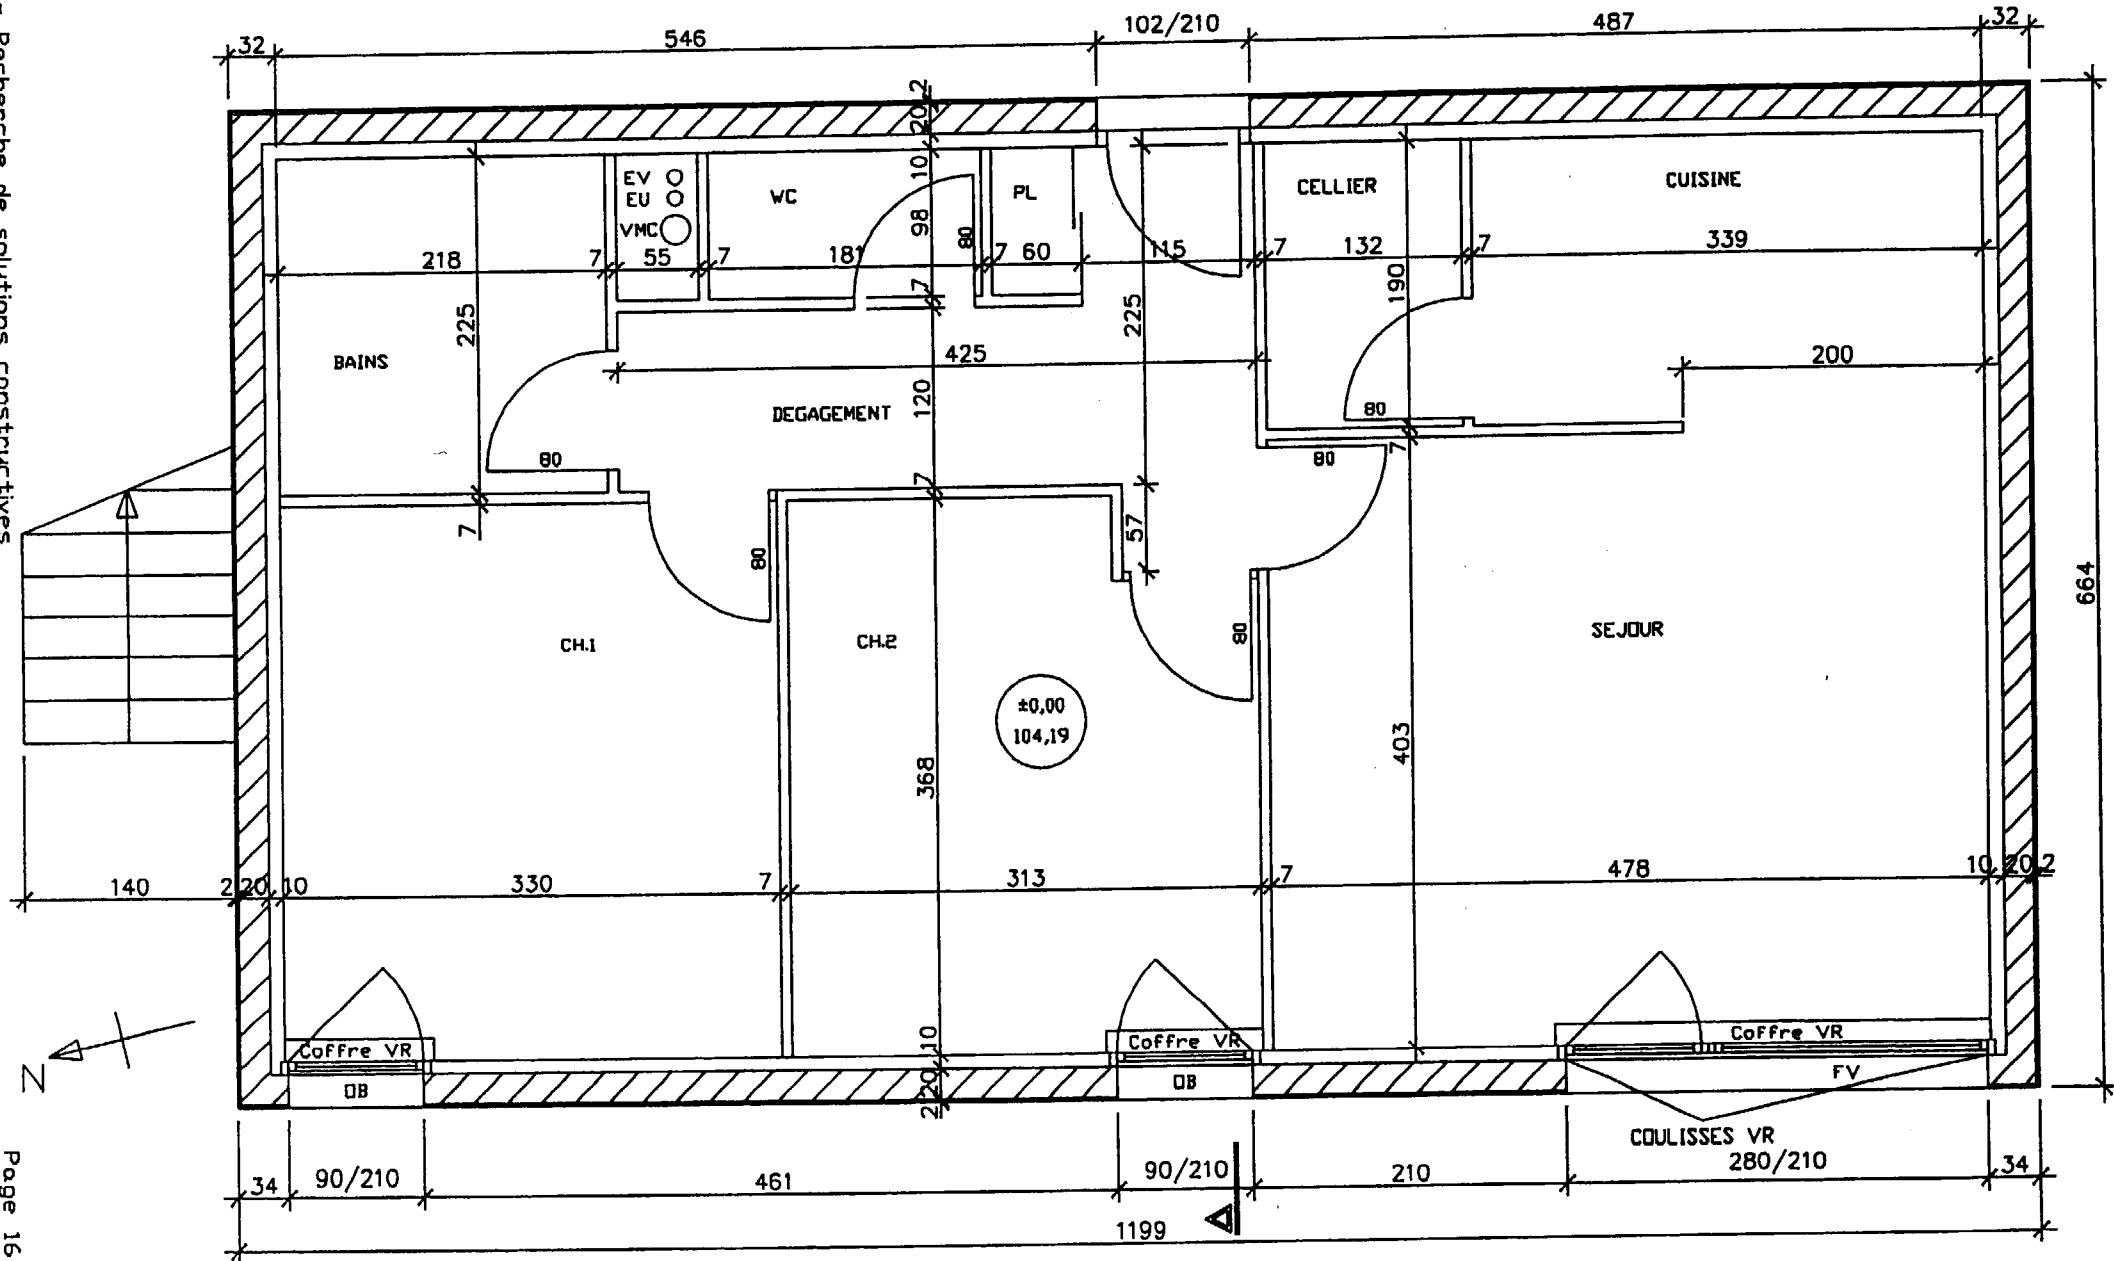 32 546 102/210 487 32
20 2
EV
EU
VMC
WC
10
98
80
PL
CELLIER
CUISINE
218 7 55 7 181 7 60 115 7 132 7 339
7
225
225
190
BAINS
425
200
DEGAGEMENT
120
80
80
80
7
7
7
57
80
80
664
CH.1
CH.2
SEJOUR
±0,00
104,19
368
403
140 2 20 10 330 7 313 7 478 10 20 2
10
Coffre VR
Coffre VR
Coffre VR
OB
2 20
OB
FV
N
COULISSES VR
34 90/210 461 90/210 210 280/210 34
1199
Recherche de solutions constructives
Page 16